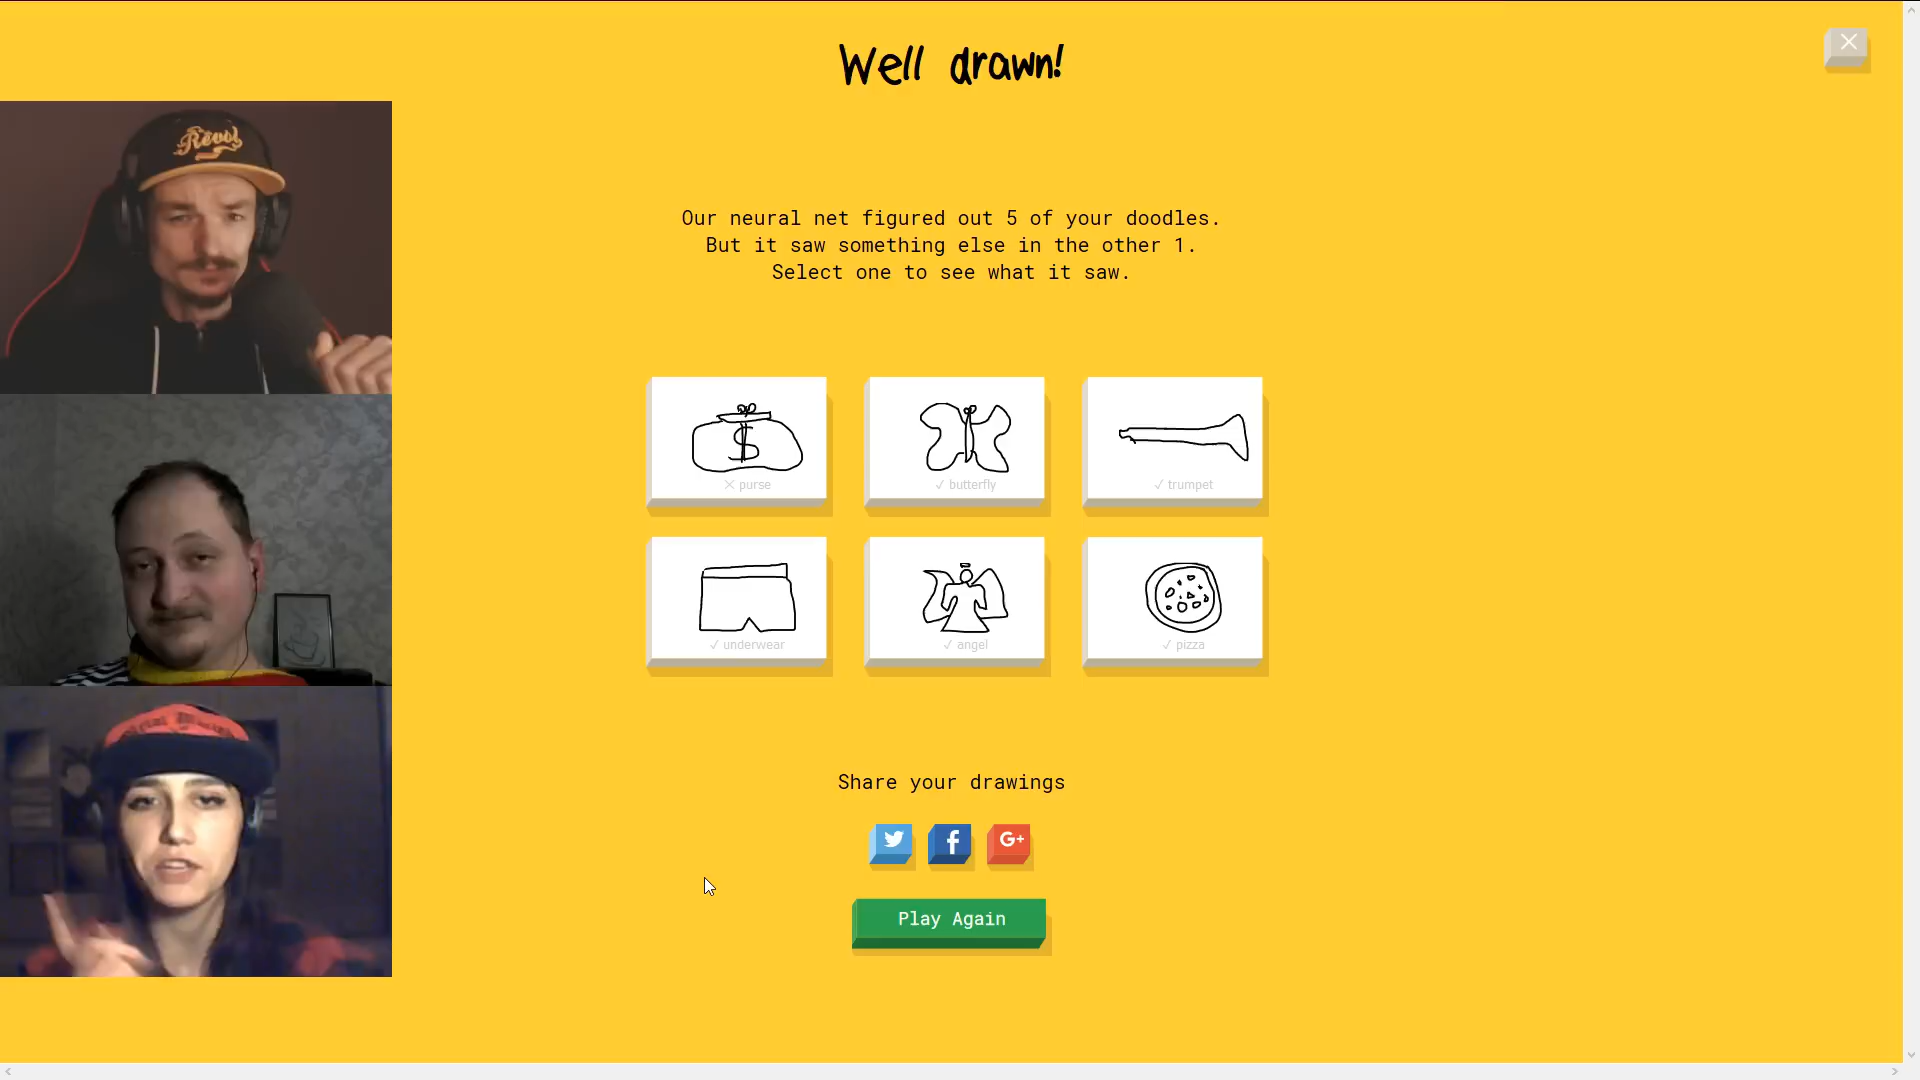 Well drawn!
Revol
Our neural net figured out 5 of your doodles.
But it saw something else in the other 1.
Select one to see what it saw.
$
✕ purse
✓ butterfly
✓ trumpet
✓ underwear
✓ angel
✓ pizza
Share your drawings
f
G+
Play Again